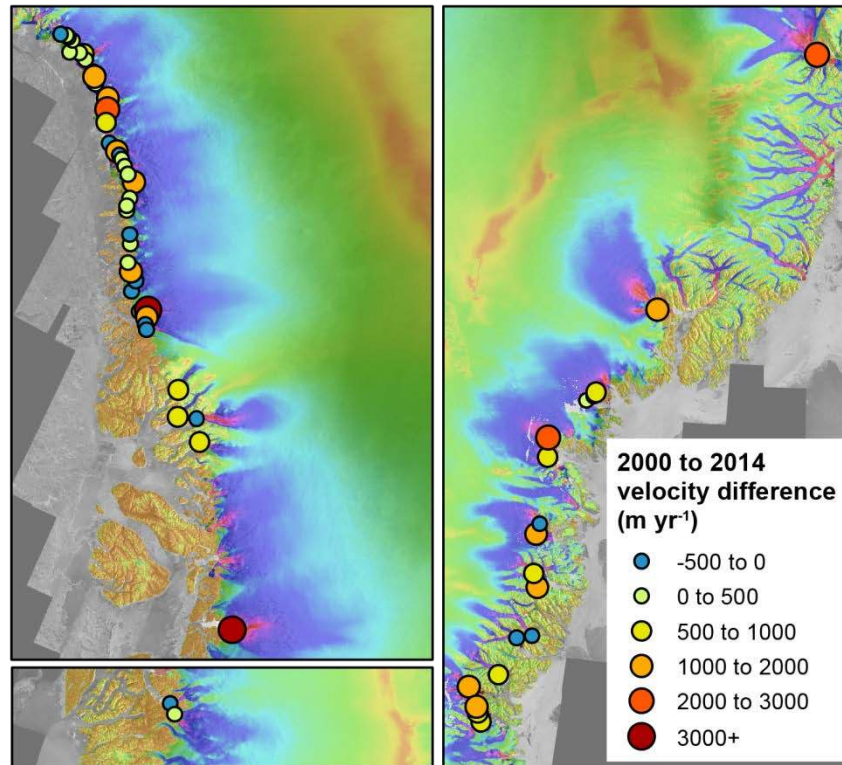 2000 to 2014
velocity difference
(m yr⁻¹)
-500 to 0
0 to 500
500 to 1000
1000 to 2000
2000 to 3000
3000+